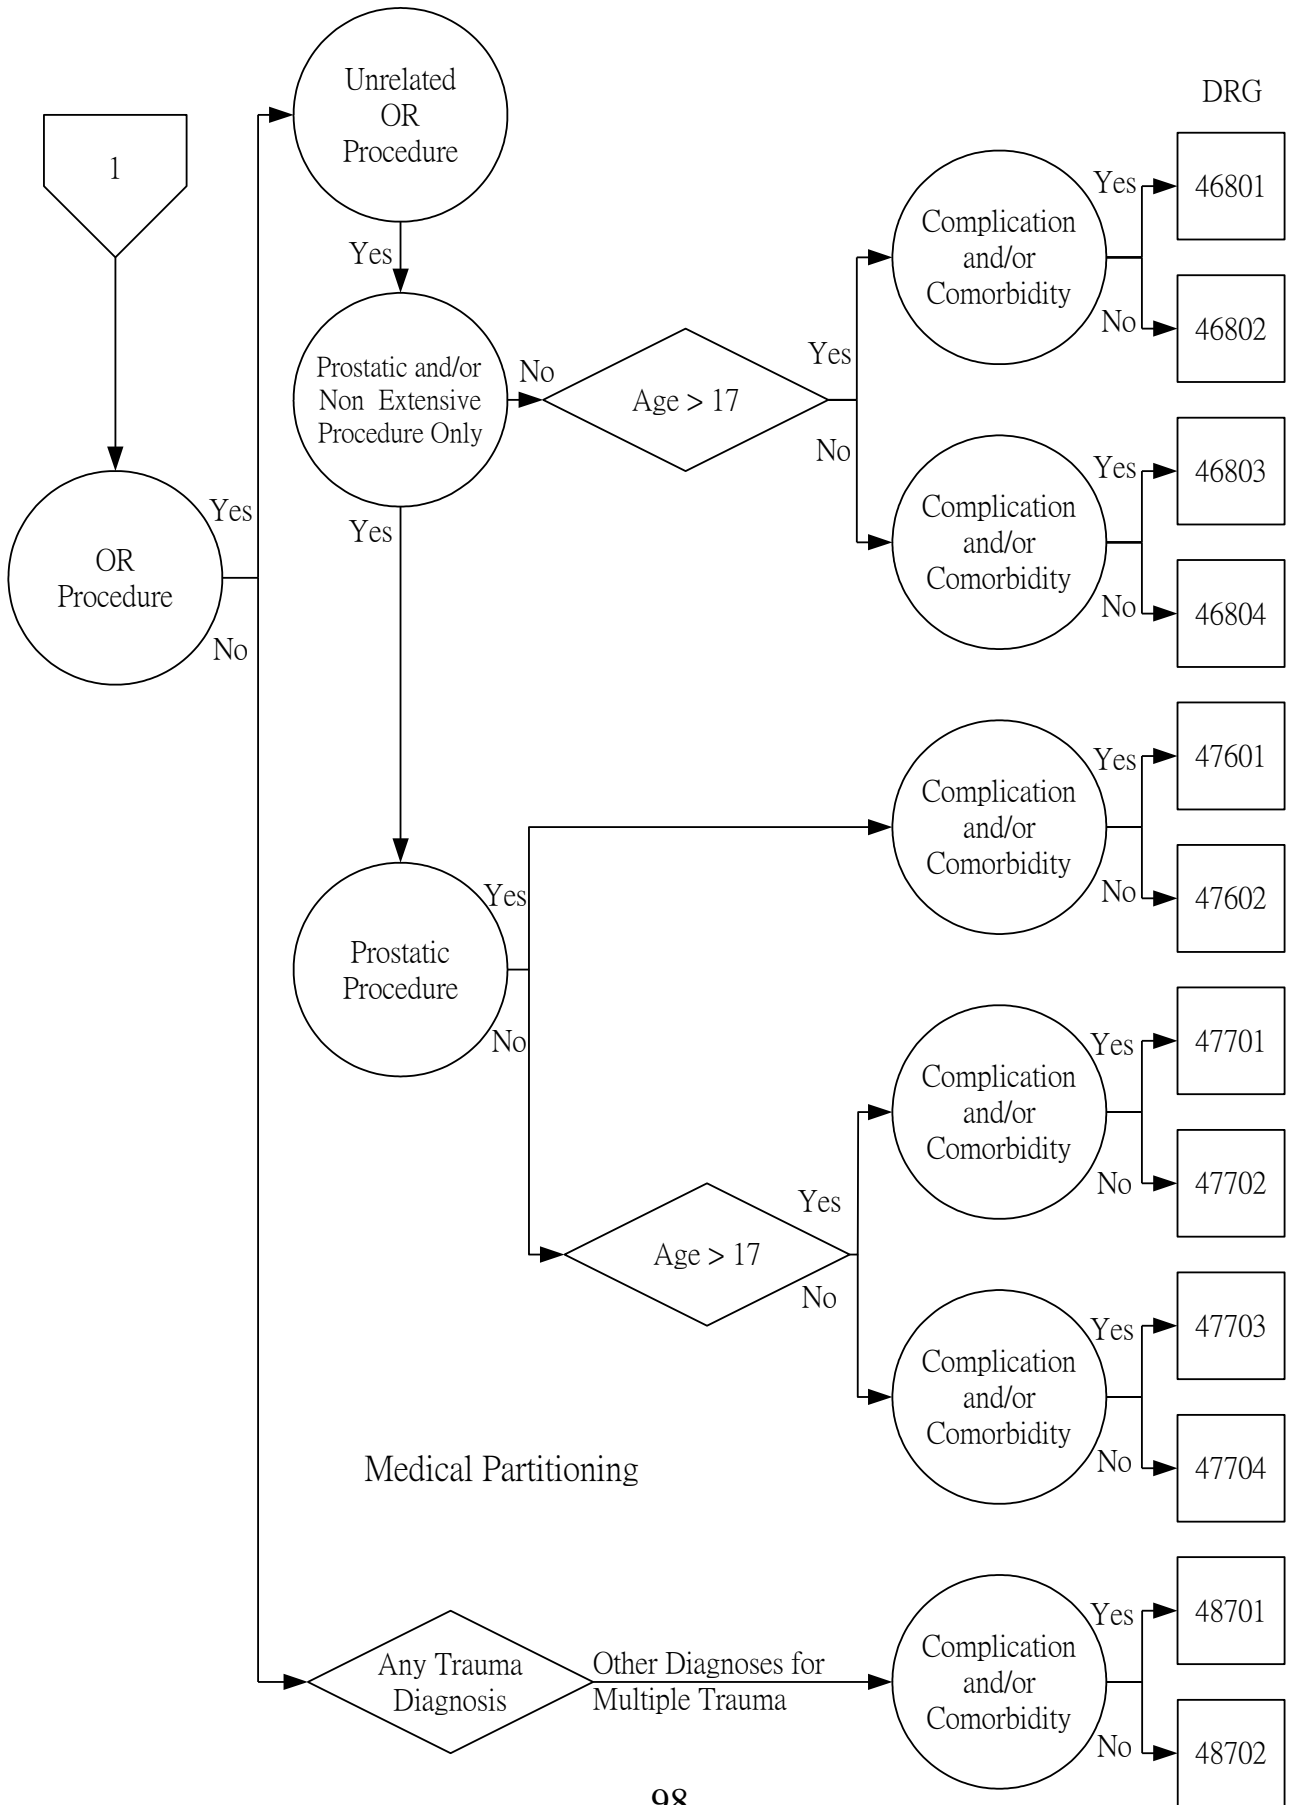 DRG
1
Unrelated
OR
Procedure
Yes
Prostatic and/or
Non Extensive
Procedure Only
No
Yes
Age > 17
Yes
No
Complication
and/or
Comorbidity
Yes
46801
No
46802
Complication
and/or
Comorbidity
Yes
46803
No
46804
OR
Procedure
Yes
No
Prostatic
Procedure
Yes
No
Complication
and/or
Comorbidity
Yes
47601
No
47602
Age > 17
Yes
No
Complication
and/or
Comorbidity
Yes
47701
No
47702
Complication
and/or
Comorbidity
Yes
47703
No
47704
Medical Partitioning
Any Trauma
Diagnosis
Other Diagnoses for
Multiple Trauma
Complication
and/or
Comorbidity
Yes
48701
No
48702
98